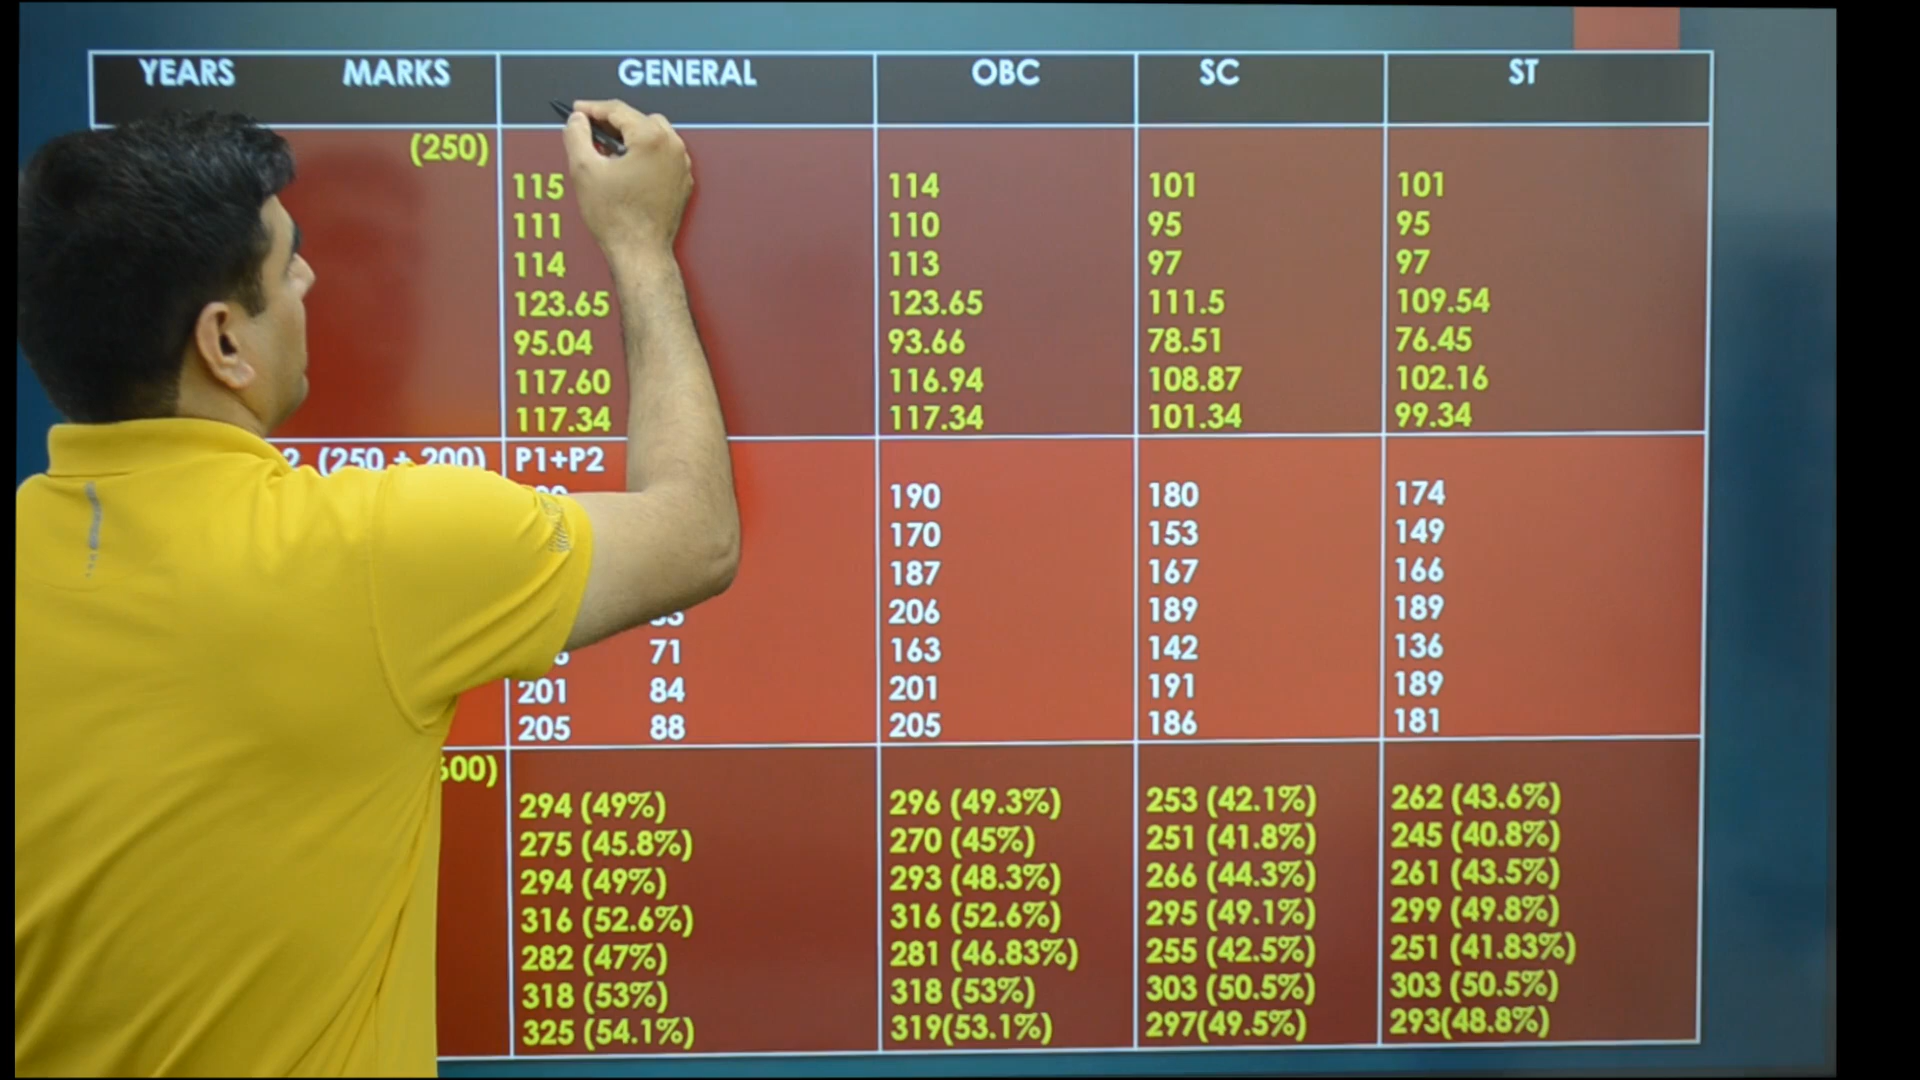 YEARS MARKS GENERAL OBC SC ST
(250)
115 114 101 101
111 110 95 95
114 113 97 97
123.65 123.65 111.5 109.54
95.04 93.66 78.51 76.45
117.60 116.94 108.87 102.16
117.34 117.34 101.34 99.34
(250 + 200) P1+P2
190 180 174
170 153 149
187 167 166
206 189 189
71 163 142 136
201 84 201 191 189
205 88 205 186 181
294 (49%) 296 (49.3%) 253 (42.1%) 262 (43.6%)
275 (45.8%) 270 (45%) 251 (41.8%) 245 (40.8%)
294 (49%) 293 (48.3%) 266 (44.3%) 261 (43.5%)
316 (52.6%) 316 (52.6%) 295 (49.1%) 299 (49.8%)
282 (47%) 281 (46.83%) 255 (42.5%) 251 (41.83%)
318 (53%) 318 (53%) 303 (50.5%) 303 (50.5%)
325 (54.1%) 319(53.1%) 297(49.5%) 293(48.8%)